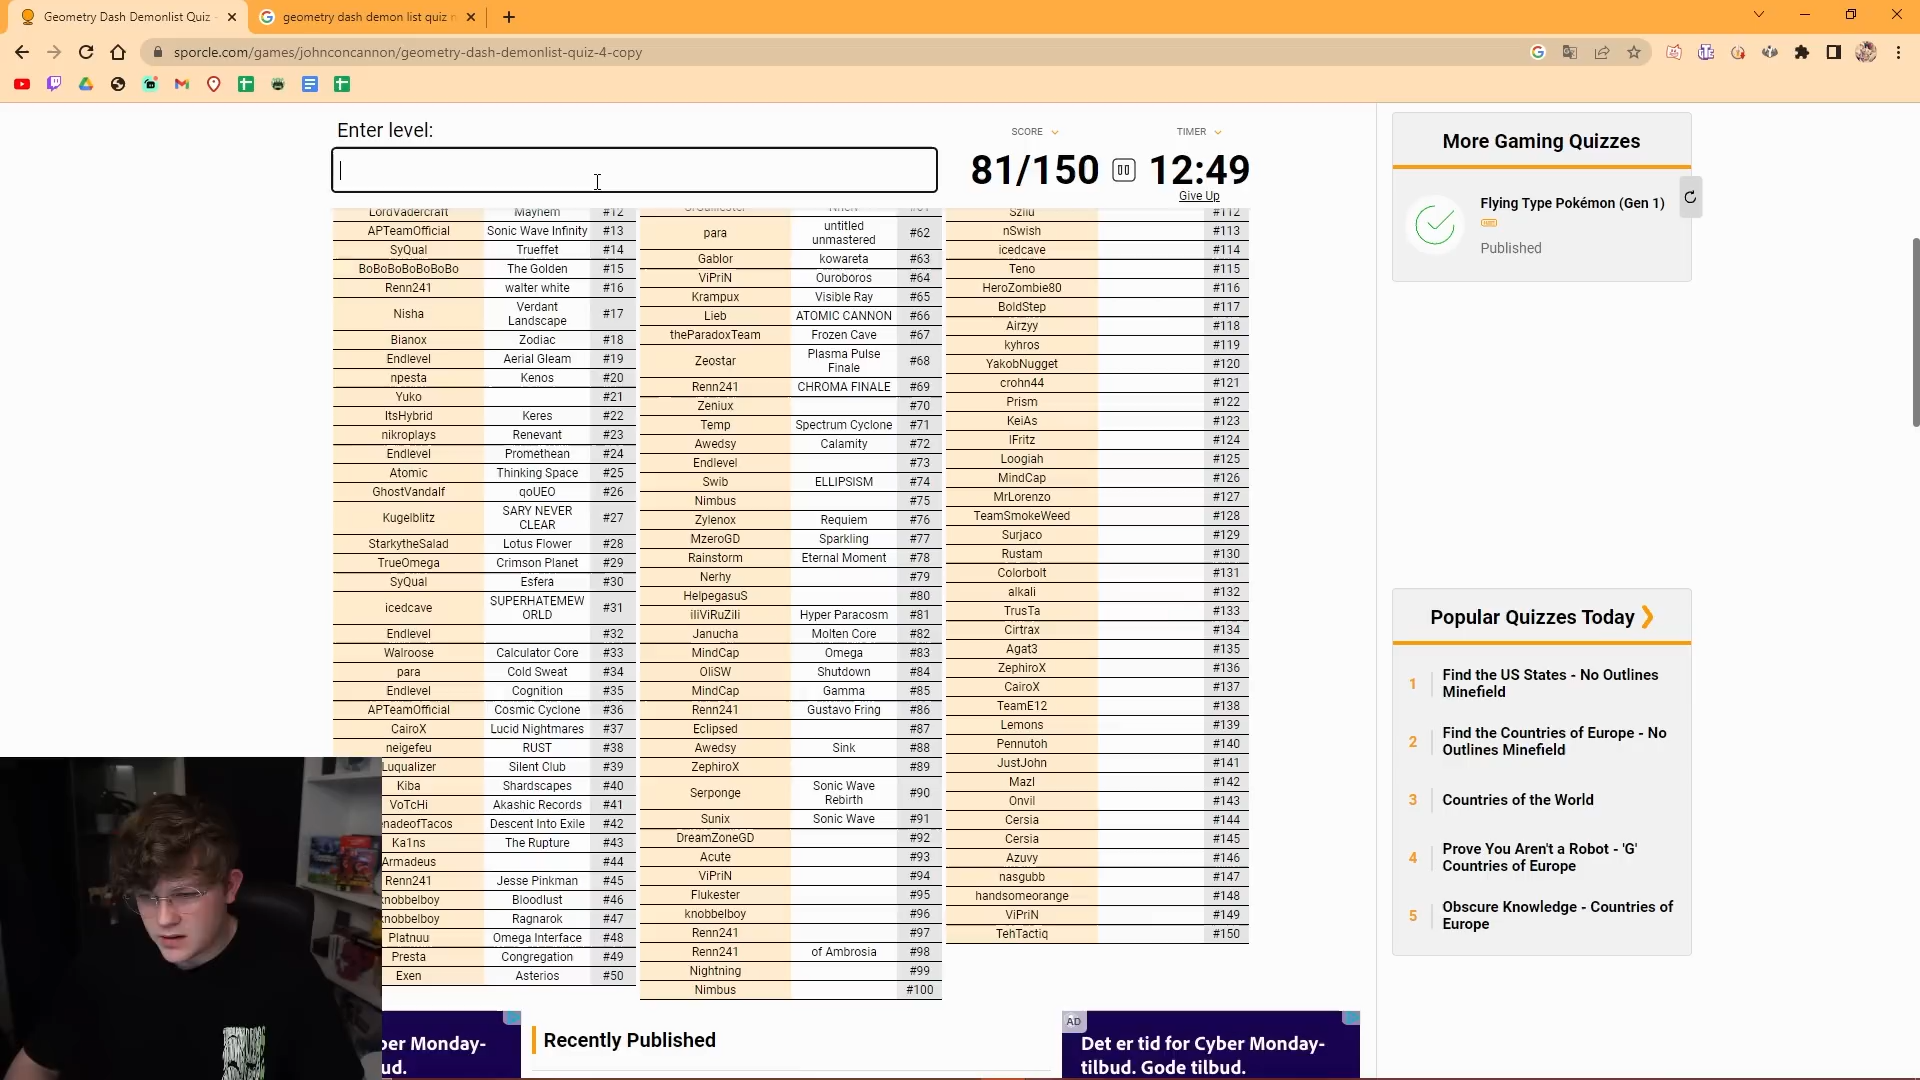 Geometry Dash Demonlist Quiz -
geometry dash demon list quiz n
sporcle.com/games/johnconcannon/geometry-dash-demonlist-quiz-4-copy
Enter level:
SCORE
TIMER
81/150
12:49
Give Up
LordVadercraft Mayhem #12
APTeamOfficial Sonic Wave Infinity #13
SyQual Trueffet #14
BoBoBoBoBoBoBo The Golden #15
Renn241 walter white #16
Nisha Verdant Landscape #17
Bianox Zodiac #18
Endlevel Aerial Gleam #19
npesta Kenos #20
Yuko #21
ItsHybrid Keres #22
nikroplays Renevant #23
Endlevel Promethean #24
Atomic Thinking Space #25
GhostVandalf qoUEO #26
Kugelblitz SARY NEVER CLEAR #27
StarkytheSalad Lotus Flower #28
TrueOmega Crimson Planet #29
SyQual Esfera #30
icedcave SUPERHATEMEW ORLD #31
Endlevel #32
Walroose Calculator Core #33
para Cold Sweat #34
Endlevel Cognition #35
APTeamOfficial Cosmic Cyclone #36
CairoX Lucid Nightmares #37
neigefeu RUST #38
Luqualizer Silent Club #39
Kiba Shardscapes #40
VoTcHi Akashic Records #41
enadeofTacos Descent Into Exile #42
Ka1ns The Rupture #43
Armadeus #44
Renn241 Jesse Pinkman #45
knobbelboy Bloodlust #46
knobbelboy Ragnarok #47
Platnuu Omega Interface #48
Presta Congregation #49
Exen Asterios #50
para untitled unmastered #62
Gablor kowareta #63
ViPriN Ouroboros #64
Krampux Visible Ray #65
Lieb ATOMIC CANNON #66
theParadoxTeam Frozen Cave #67
Zeostar Plasma Pulse Finale #68
Renn241 CHROMA FINALE #69
Zeniux #70
Temp Spectrum Cyclone #71
Awedsy Calamity #72
Endlevel #73
Swib ELLIPSISM #74
Nimbus #75
Zylenox Requiem #76
MzeroGD Sparkling #77
Rainstorm Eternal Moment #78
Nerhy #79
HelpegasuS #80
iIiViRuZiIi Hyper Paracosm #81
Janucha Molten Core #82
MindCap Omega #83
OliSW Shutdown #84
MindCap Gamma #85
Renn241 Gustavo Fring #86
Eclipsed #87
Awedsy Sink #88
ZephiroX #89
Serponge Sonic Wave Rebirth #90
Sunix Sonic Wave #91
DreamZoneGD #92
Acute #93
ViPriN #94
Flukester #95
knobbelboy #96
Renn241 #97
Renn241 of Ambrosia #98
Nightning #99
Nimbus #100
Szilu #112
nSwish #113
icedcave #114
Teno #115
HeroZombie80 #116
BoldStep #117
Airzyy #118
kyhros #119
YakobNugget #120
crohn44 #121
Prism #122
KeiAs #123
IFritz #124
Loogiah #125
MindCap #126
MrLorenzo #127
TeamSmokeWeed #128
Surjaco #129
Rustam #130
Colorbolt #131
alkali #132
TrusTa #133
Cirtrax #134
Agat3 #135
ZephiroX #136
CairoX #137
TeamE12 #138
Lemons #139
Pennutoh #140
JustJohn #141
MazI #142
Onvil #143
Cersia #144
Cersia #145
Azuvy #146
nasgubb #147
handsomeorange #148
ViPriN #149
TehTactiq #150
More Gaming Quizzes
Flying Type Pokémon (Gen 1)
Published
Popular Quizzes Today
1 Find the US States - No Outlines Minefield
2 Find the Countries of Europe - No Outlines Minefield
3 Countries of the World
4 Prove You Aren't a Robot - 'G' Countries of Europe
5 Obscure Knowledge - Countries of Europe
ber Monday-
ud.
Recently Published
AD
Det er tid for Cyber Monday-
tilbud. Gode tilbud.